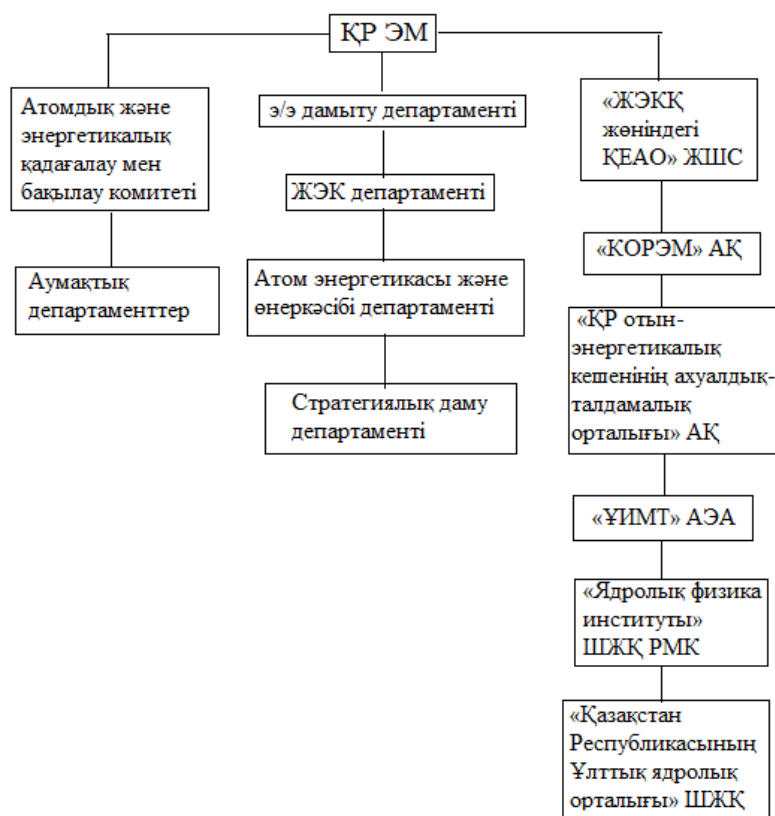 ҚР ЭМ
Атомдық және
энергетикалық
қадағалау мен
бақылау комитеті
Аумақтық
департаменттер
э/э дамыту департаменті
ЖЭК департаменті
Атом энергетикасы және
өнеркәсібі департаменті
Стратегиялық даму
департаменті
«ЖЭКҚ
жөніндегі
ҚЕАО» ЖШС
«КОРЭМ» АҚ
«ҚР отын-
энергетикалық
кешенінің ахуалдық-
талдамалық
орталығы» АҚ
«ҰИМТ» АЭА
«Ядролық физика
институты»
ШЖҚ РМК
«Қазақстан
Республикасының
Ұлттық ядролық
орталығы» ШЖҚ